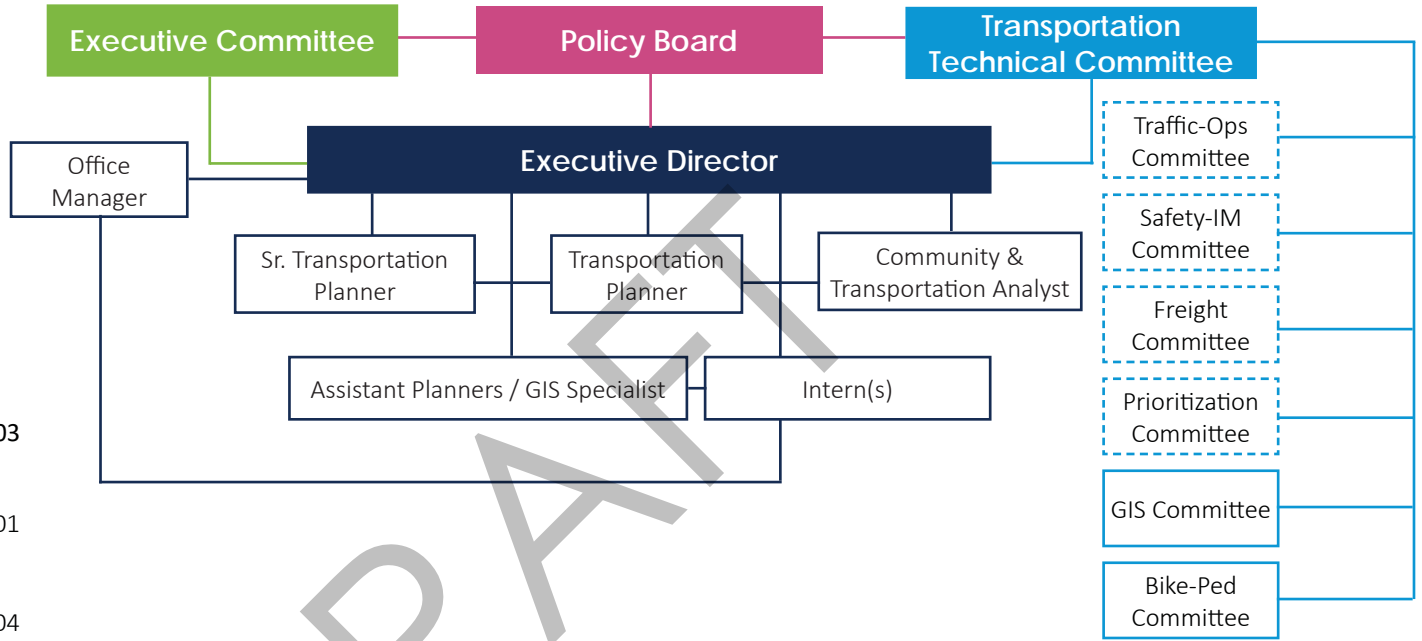 Executive Committee
Policy Board
Transportation
Technical Committee
Executive Director
Office
Manager
Sr. Transportation
Planner
Transportation
Planner
Community &
Transportation Analyst
Assistant Planners / GIS Specialist
Intern(s)
Traffic-Ops
Committee
Safety-IM
Committee
Freight
Committee
Prioritization
Committee
GIS Committee
Bike-Ped
Committee
03
01
04
DRAFT